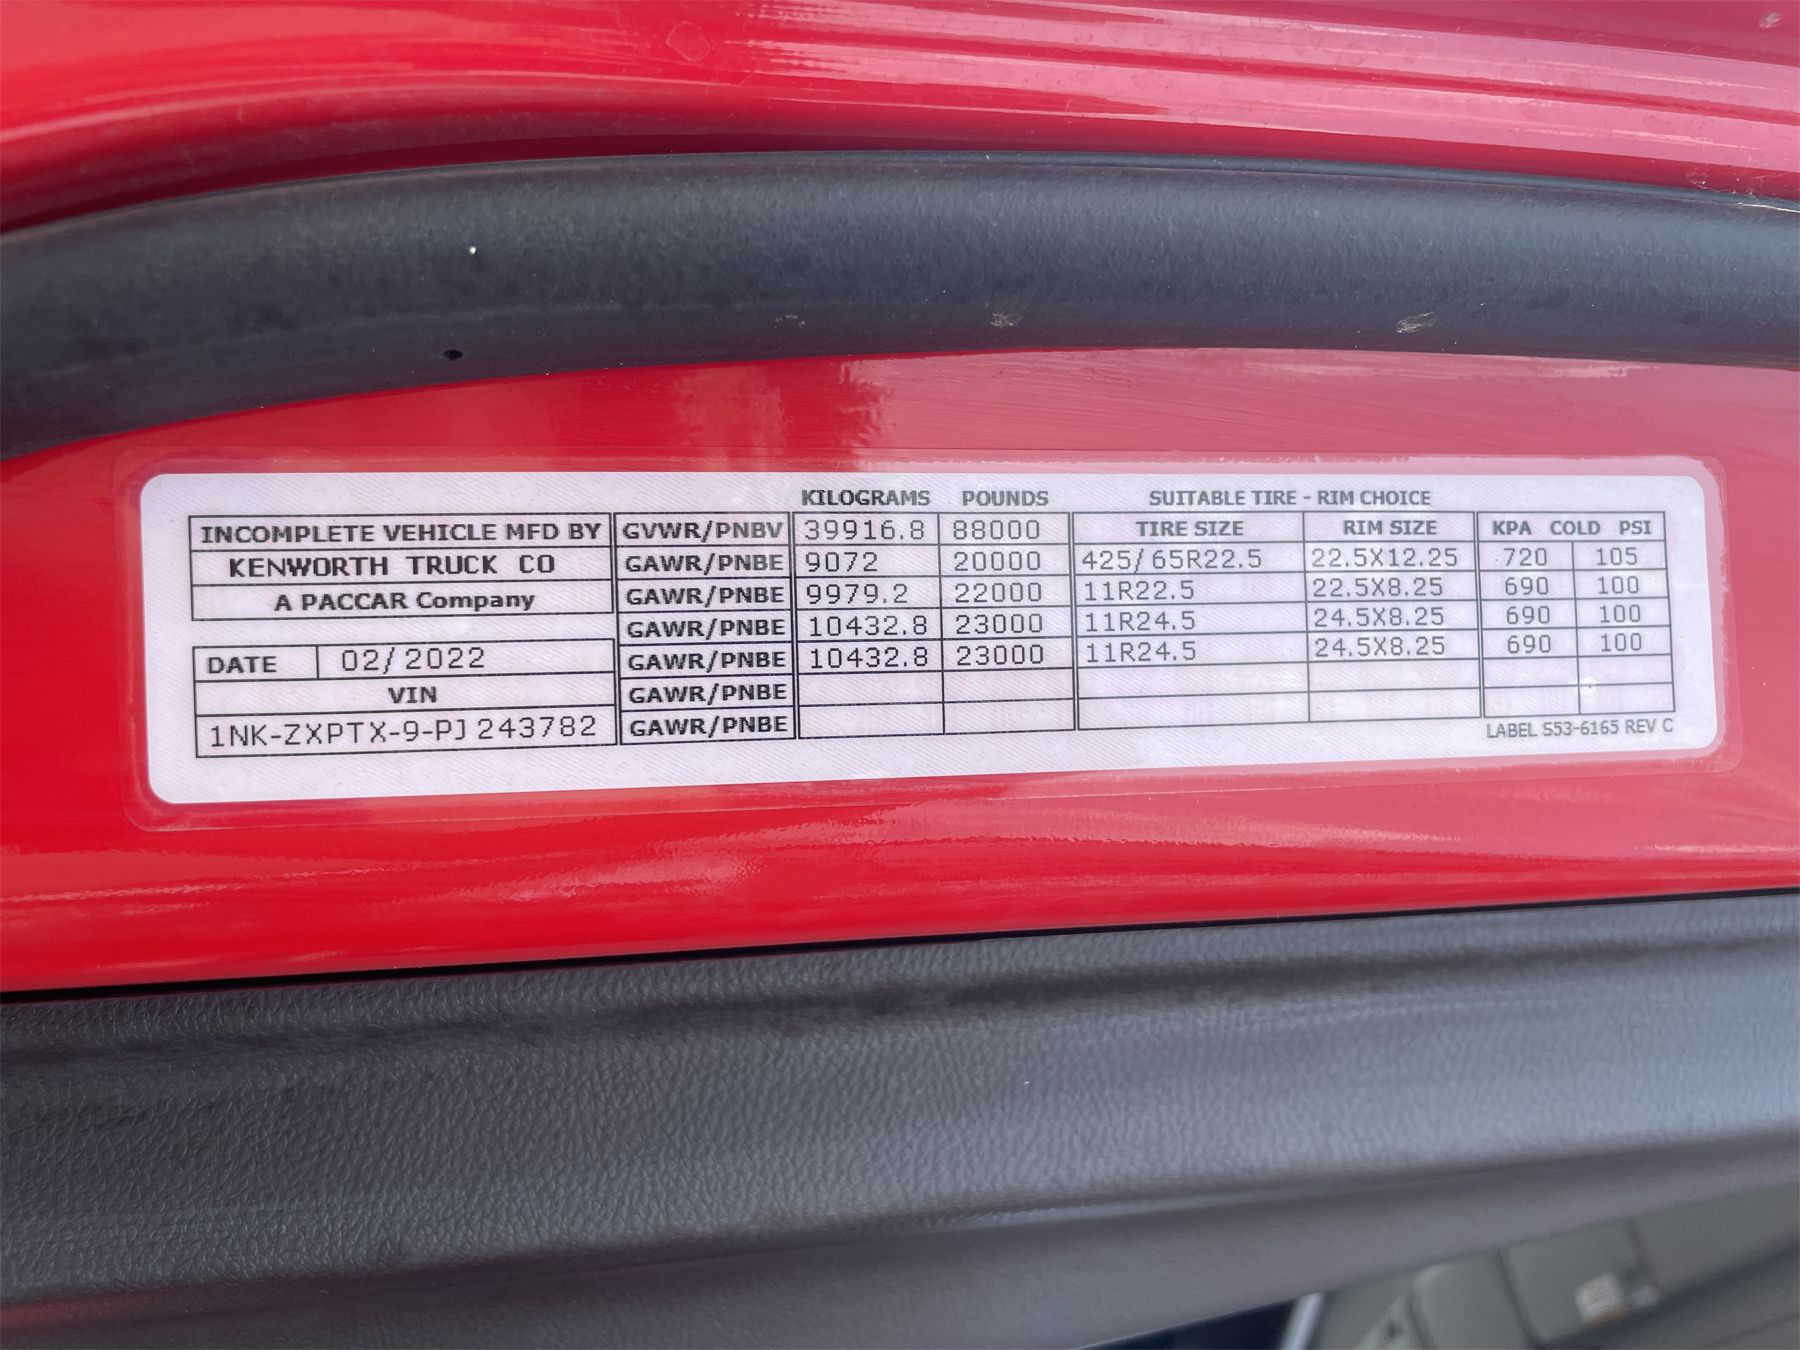 KILOGRAMS POUNDS SUITABLE TIRE - RIM CHOICE
INCOMPLETE VEHICLE MFD BY GVWR/PNBV 39916.8 88000 TIRE SIZE RIM SIZE KPA COLD PSI
KENWORTH TRUCK CO GAWR/PNBE 9072 20000 425/65R22.5 22.5X12.25 720 105
A PACCAR Company GAWR/PNBE 9979.2 22000 11R22.5 22.5X8.25 690 100
GAWR/PNBE 10432.8 23000 11R24.5 24.5X8.25 690 100
DATE 02/2022 GAWR/PNBE 10432.8 23000 11R24.5 24.5X8.25 690 100
VIN GAWR/PNBE
1NK-ZXPTX-9-PJ243782 GAWR/PNBE
LABEL S53-6165 REV C